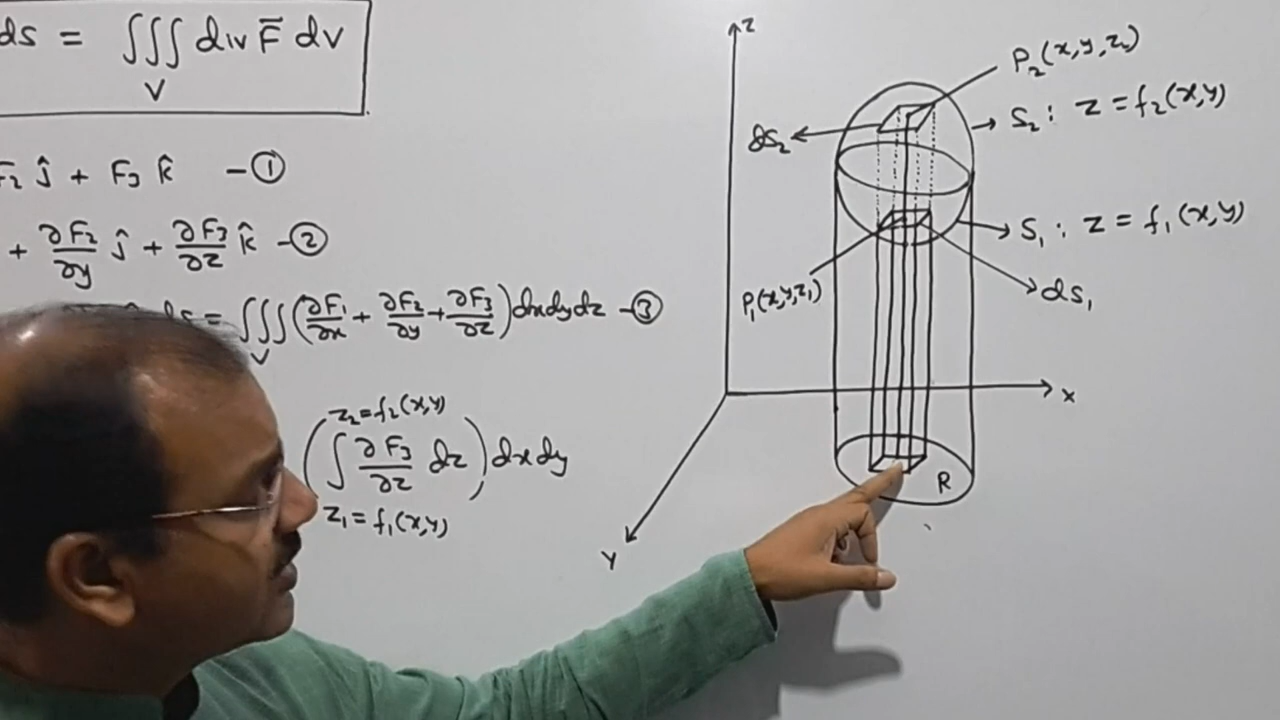 ds = ∭ div F̄ dv
V
F₂ ĵ + F₃ k̂ -①
+ ∂F₂/∂y ĵ + ∂F₃/∂z k̂ -②
ds = ∭ (∂F₁/∂x + ∂F₂/∂y + ∂F₃/∂z) dxdydz -③
V
z₂ = f₂(x,y)
(∫ ∂F₃/∂z dz) dxdy
z₁ = f₁(x,y)
z
P₂(x,y,z₂)
S₂ : z = f₂(x,y)
ds₂
S₁ : z = f₁(x,y)
P₁(x,y,z₁)
ds₁
x
R
Y